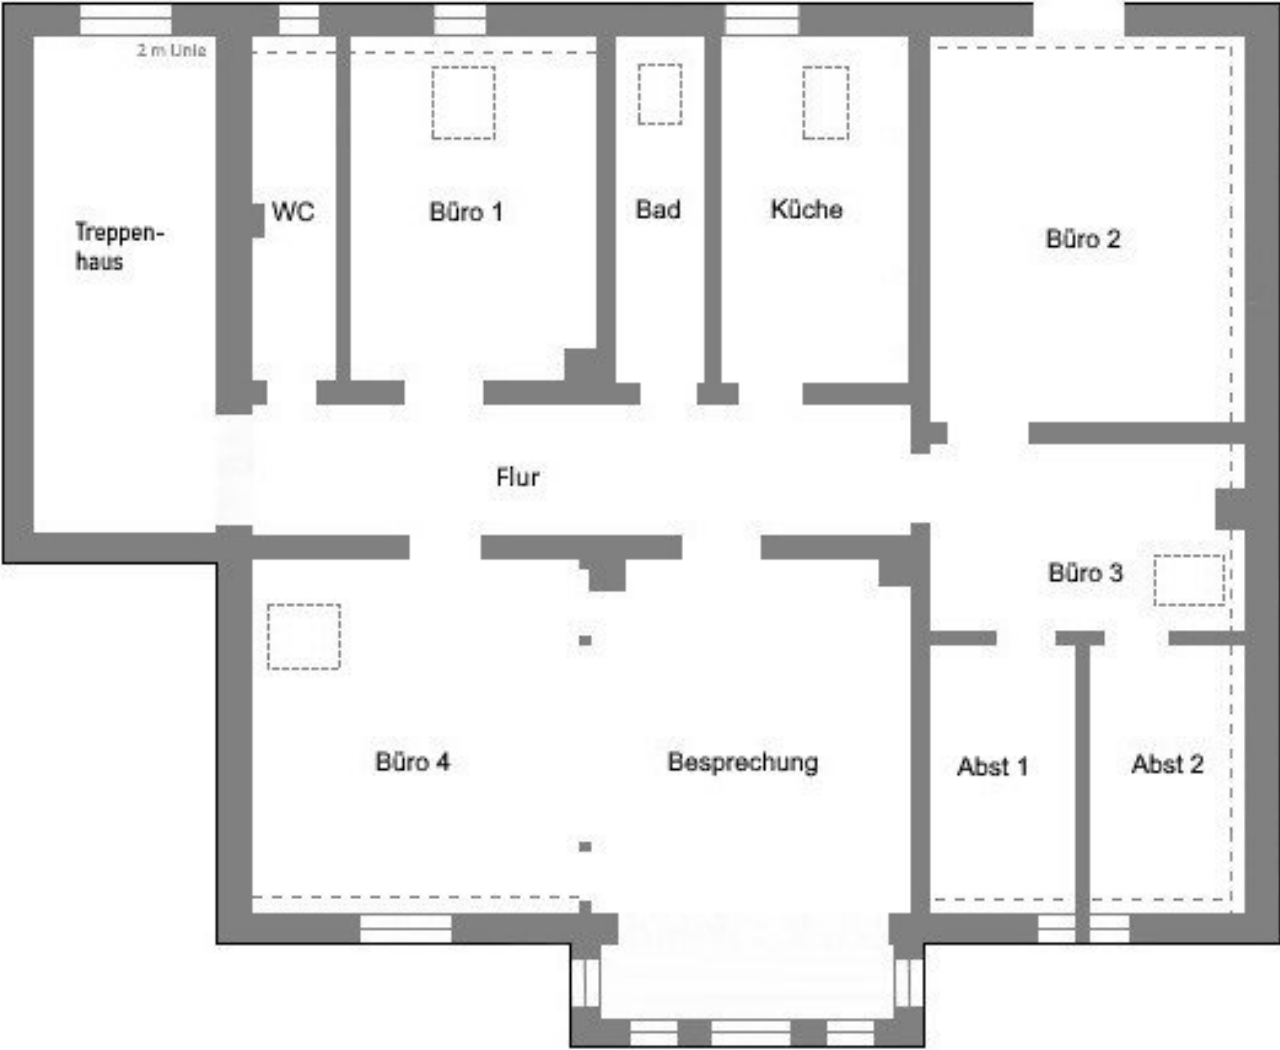 2 m Linie
WC
Büro 1
Bad
Küche
Büro 2
Treppen-
haus
Flur
Büro 3
Büro 4
Besprechung
Abst 1
Abst 2